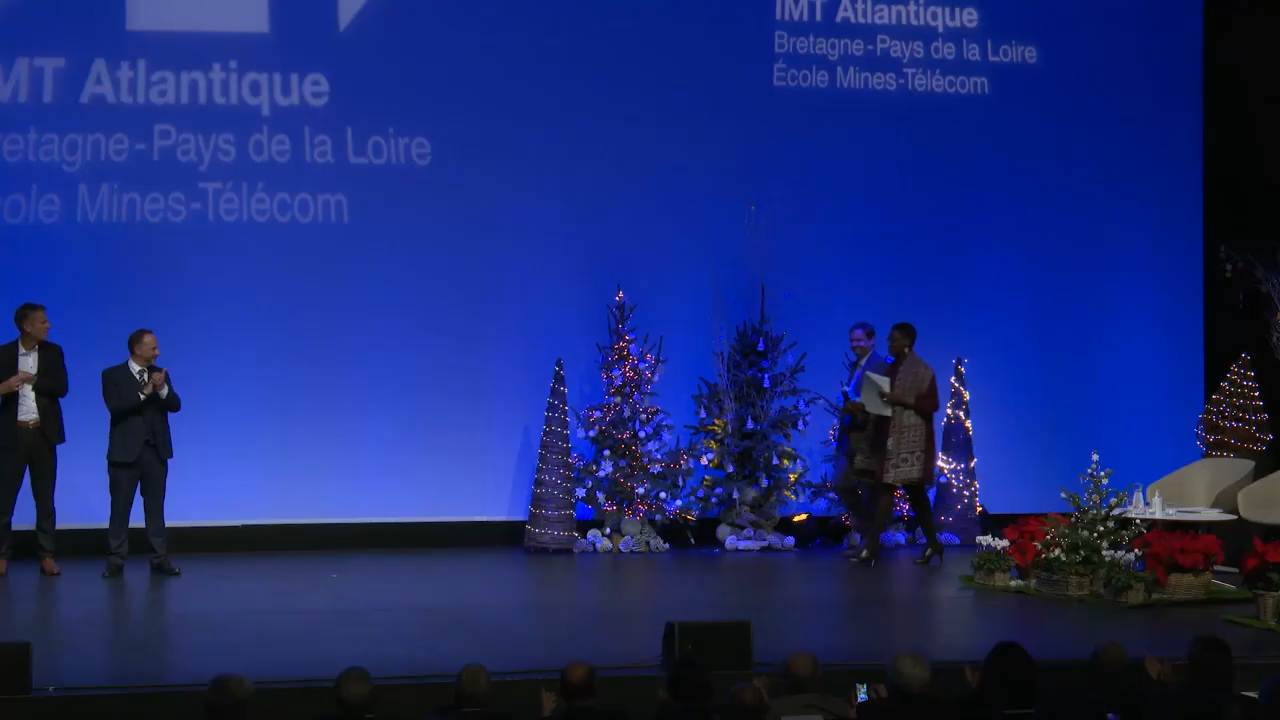 IMT Atlantique
Bretagne-Pays de la Loire
École Mines-Télécom
MT Atlantique
retagne-Pays de la Loire
cole Mines-Télécom